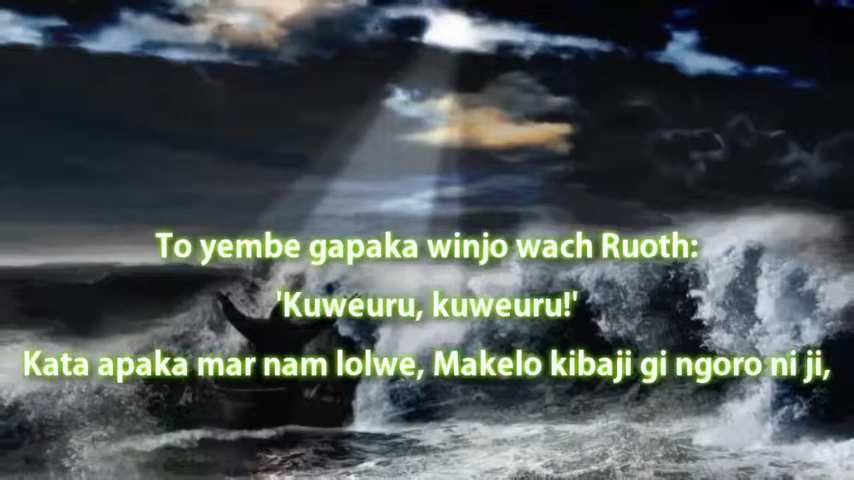 To yembe gapaka winjo wach Ruoth:
'Kuweuru, kuweuru!'
Kata apaka mar nam lolwe, Makelo kibaji gi ngoro ni ji,